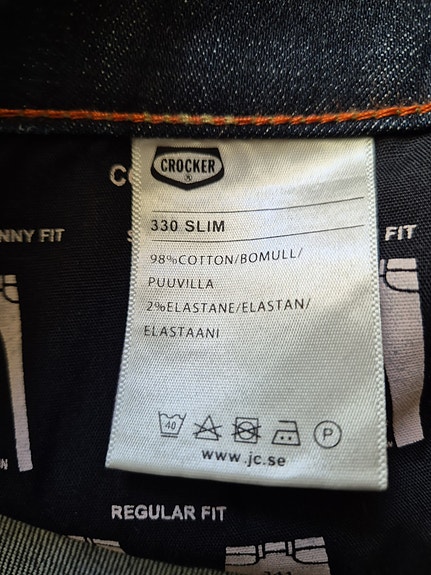 CROCKER
®
330 SLIM
98%COTTON/BOMULL/
PUUVILLA
2%ELASTANE/ELASTAN/
ELASTAANI
40
P
www.jc.se
FIT
FIT
REGULAR FIT